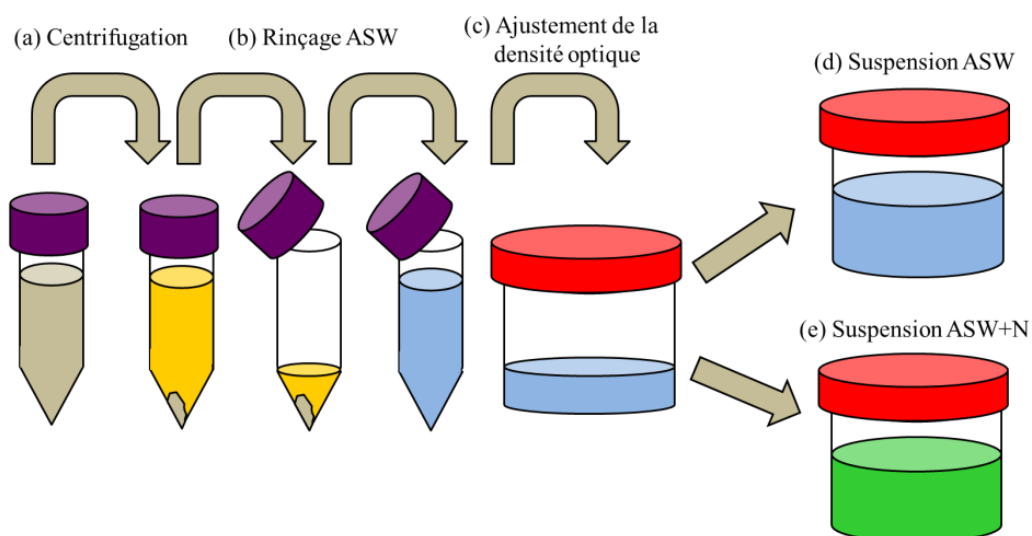 (a) Centrifugation
(b) Rinçage ASW
(c) Ajustement de la
densité optique
(d) Suspension ASW
(e) Suspension ASW+N